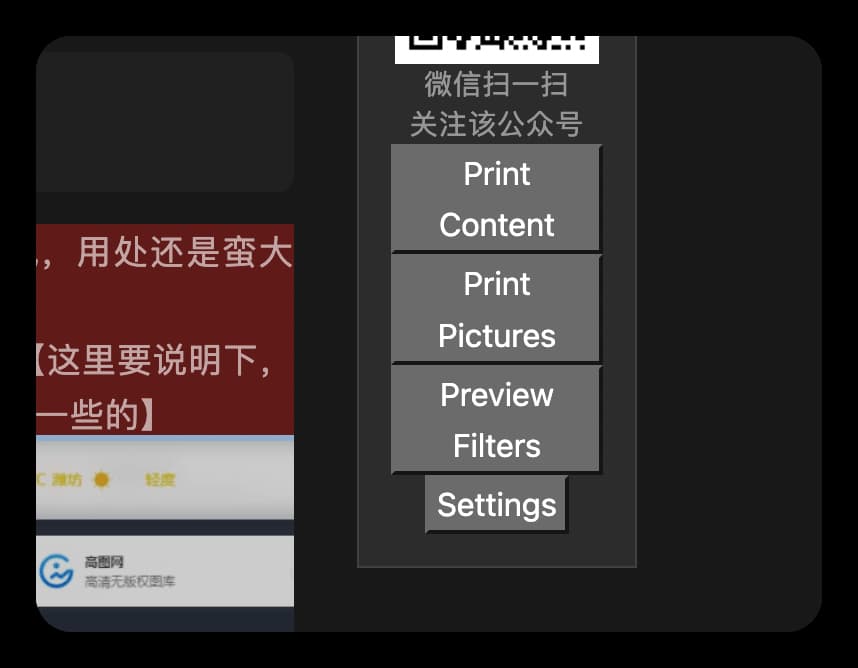 ，用处还是蛮大
【这里要说明下，
一些的】
C 潍坊 轻度
高图网
高清无版权图库
微信扫一扫
关注该公众号
Print
Content
Print
Pictures
Preview
Filters
Settings